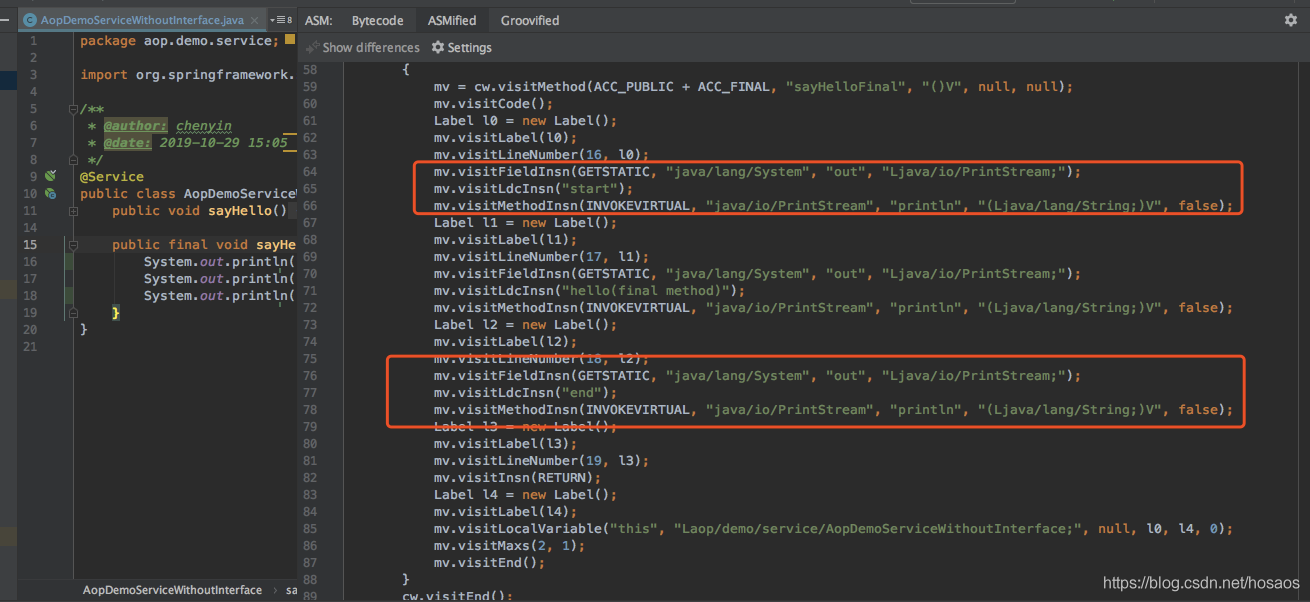 AopDemoServiceWithoutInterface.java
8
ASM: Bytecode ASMified Groovified
Show differences Settings
1 package aop.demo.service;
2
3 import org.springframework.
4
5 /**
6 * @author: chenyin
7 * @date: 2019-10-29 15:05
8 */
9 @Service
10 public class AopDemoServiceW
11 public void sayHello()
14
15 public final void sayHe
16 System.out.println(
17 System.out.println(
18 System.out.println(
19 }
20 }
21
58 {
59 mv = cw.visitMethod(ACC_PUBLIC + ACC_FINAL, "sayHelloFinal", "()V", null, null);
60 mv.visitCode();
61 Label l0 = new Label();
62 mv.visitLabel(l0);
63 mv.visitLineNumber(16, l0);
64 mv.visitFieldInsn(GETSTATIC, "java/lang/System", "out", "Ljava/io/PrintStream;");
65 mv.visitLdcInsn("start");
66 mv.visitMethodInsn(INVOKEVIRTUAL, "java/io/PrintStream", "println", "(Ljava/lang/String;)V", false);
67 Label l1 = new Label();
68 mv.visitLabel(l1);
69 mv.visitLineNumber(17, l1);
70 mv.visitFieldInsn(GETSTATIC, "java/lang/System", "out", "Ljava/io/PrintStream;");
71 mv.visitLdcInsn("hello(final method)");
72 mv.visitMethodInsn(INVOKEVIRTUAL, "java/io/PrintStream", "println", "(Ljava/lang/String;)V", false);
73 Label l2 = new Label();
74 mv.visitLabel(l2);
75 mv.visitLineNumber(18, l2);
76 mv.visitFieldInsn(GETSTATIC, "java/lang/System", "out", "Ljava/io/PrintStream;");
77 mv.visitLdcInsn("end");
78 mv.visitMethodInsn(INVOKEVIRTUAL, "java/io/PrintStream", "println", "(Ljava/lang/String;)V", false);
79 Label l3 = new Label();
80 mv.visitLabel(l3);
81 mv.visitLineNumber(19, l3);
82 mv.visitInsn(RETURN);
83 Label l4 = new Label();
84 mv.visitLabel(l4);
85 mv.visitLocalVariable("this", "Laop/demo/service/AopDemoServiceWithoutInterface;", null, l0, l4, 0);
86 mv.visitMaxs(2, 1);
87 mv.visitEnd();
88 }
89 cw.visitEnd();
AopDemoServiceWithoutInterface › sa
https://blog.csdn.net/hosaos